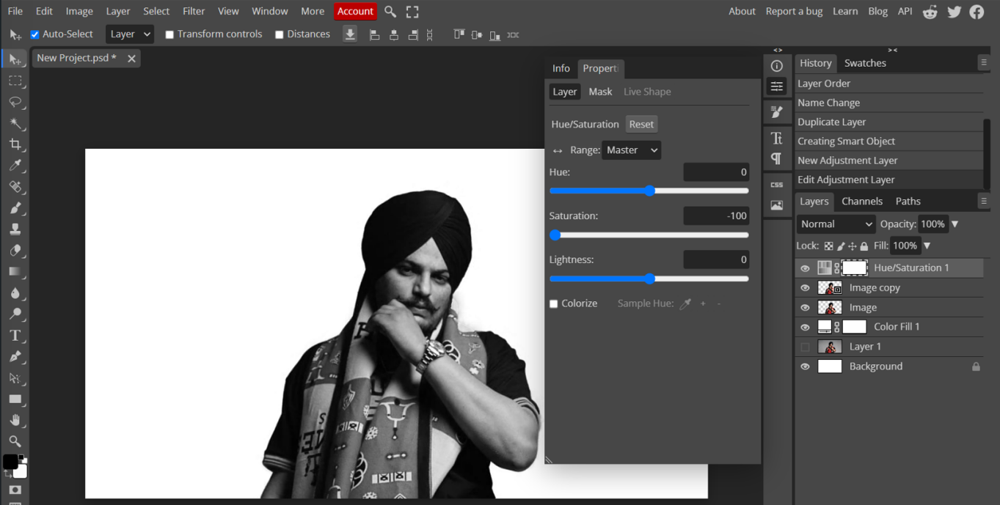 File Edit Image Layer Select Filter View Window More Account About Report a bug Learn Blog API
Auto-Select Layer Transform controls Distances
New Project.psd *
Info Properti
Layer Mask Live Shape
Hue/Saturation Reset
Range: Master
Hue: 0
Saturation: -100
Lightness: 0
Colorize Sample Hue: + -
CSS
History Swatches
Layer Order
Name Change
Duplicate Layer
Creating Smart Object
New Adjustment Layer
Edit Adjustment Layer
Layers Channels Paths
Normal Opacity: 100%
Lock: Fill: 100%
Hue/Saturation 1
Image copy
Image
Color Fill 1
Layer 1
Background